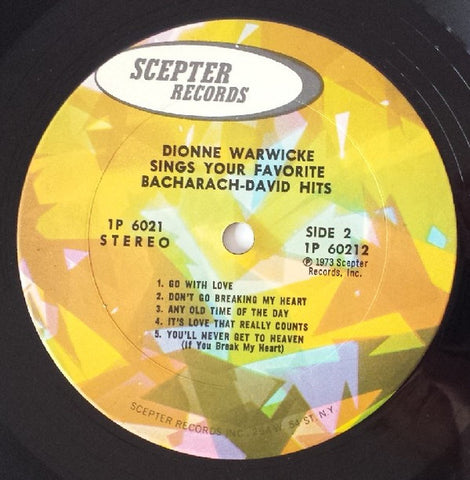 SCEPTER
RECORDS
DIONNE WARWICKE
SINGS YOUR FAVORITE
BACHARACH-DAVID HITS
1P 6021
STEREO
SIDE 2
1P 60212
℗ 1973 Scepter
Records, Inc.
1. GO WITH LOVE
2. DON'T GO BREAKING MY HEART
3. ANY OLD TIME OF THE DAY
4. IT'S LOVE THAT REALLY COUNTS
5. YOU'LL NEVER GET TO HEAVEN
(If You Break My Heart)
SCEPTER RECORDS INC. 254 W. 54 ST. N.Y.